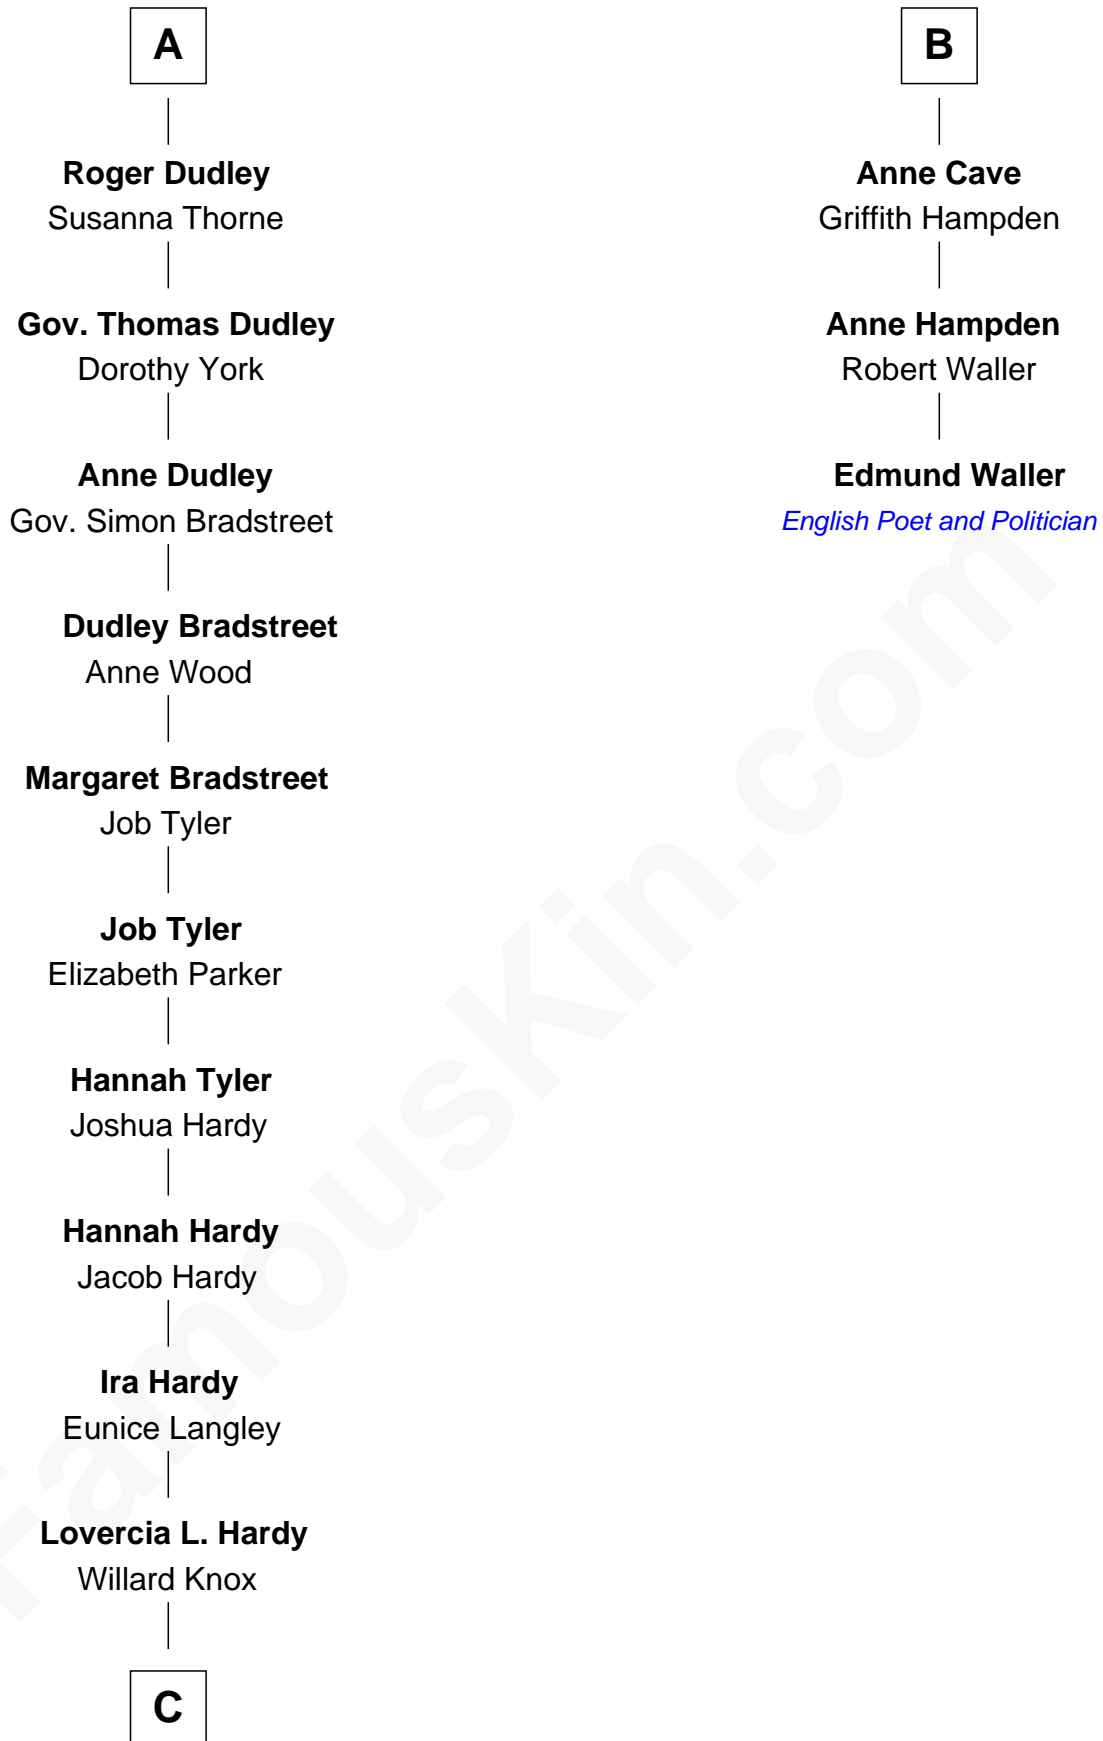 A
Roger Dudley
Susanna Thorne
Gov. Thomas Dudley
Dorothy York
Anne Dudley
Gov. Simon Bradstreet
Dudley Bradstreet
Anne Wood
Margaret Bradstreet
Job Tyler
Job Tyler
Elizabeth Parker
Hannah Tyler
Joshua Hardy
Hannah Hardy
Jacob Hardy
Ira Hardy
Eunice Langley
Lovercia L. Hardy
Willard Knox
C
B
Anne Cave
Griffith Hampden
Anne Hampden
Robert Waller
Edmund Waller
English Poet and Politician
FamousKin.com